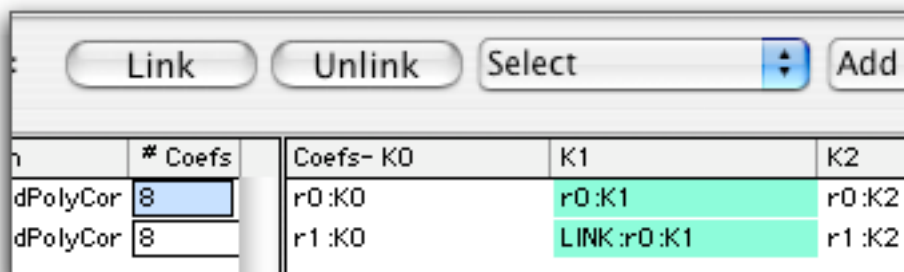 : Link Unlink Select Add
n # Coefs Coefs- K0 K1 K2
dPolyCor 8 r0:K0 r0:K1 r0:K2
dPolyCor 8 r1:K0 LINK:r0:K1 r1:K2